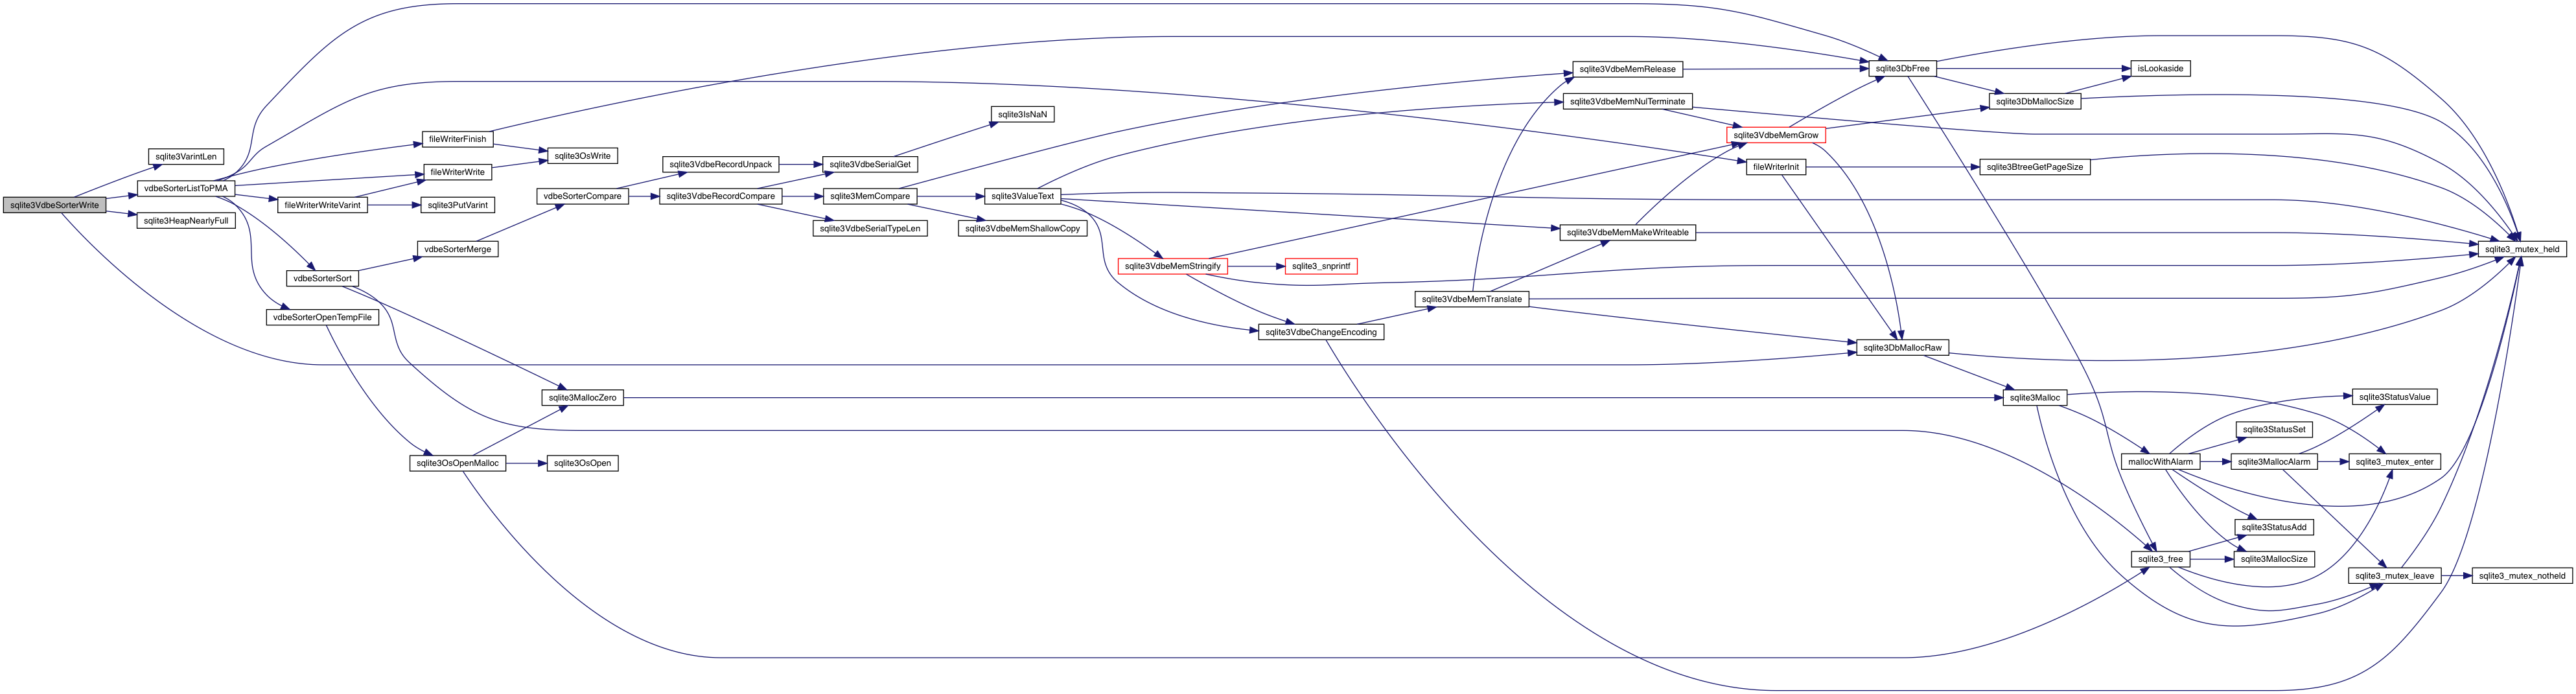 sqlite3VdbeSorterWrite
sqlite3VarintLen
vdbeSorterListToPMA
sqlite3HeapNearlyFull
fileWriterFinish
fileWriterWrite
fileWriterWriteVarint
sqlite3PutVarint
sqlite3OsWrite
vdbeSorterSort
vdbeSorterMerge
vdbeSorterOpenTempFile
sqlite3MallocZero
sqlite3OsOpenMalloc
sqlite3OsOpen
vdbeSorterCompare
sqlite3VdbeRecordUnpack
sqlite3VdbeRecordCompare
sqlite3VdbeSerialGet
sqlite3MemCompare
sqlite3VdbeSerialTypeLen
sqlite3IsNaN
sqlite3ValueText
sqlite3VdbeMemShallowCopy
sqlite3VdbeMemStringify
sqlite3_snprintf
sqlite3VdbeChangeEncoding
sqlite3VdbeMemTranslate
sqlite3VdbeMemRelease
sqlite3VdbeMemNulTerminate
sqlite3VdbeMemMakeWriteable
sqlite3VdbeMemGrow
fileWriterInit
sqlite3DbFree
sqlite3DbMallocRaw
isLookaside
sqlite3DbMallocSize
sqlite3BtreeGetPageSize
sqlite3Malloc
mallocWithAlarm
sqlite3_free
sqlite3StatusValue
sqlite3StatusSet
sqlite3MallocAlarm
sqlite3_mutex_enter
sqlite3StatusAdd
sqlite3MallocSize
sqlite3_mutex_leave
sqlite3_mutex_held
sqlite3_mutex_notheld